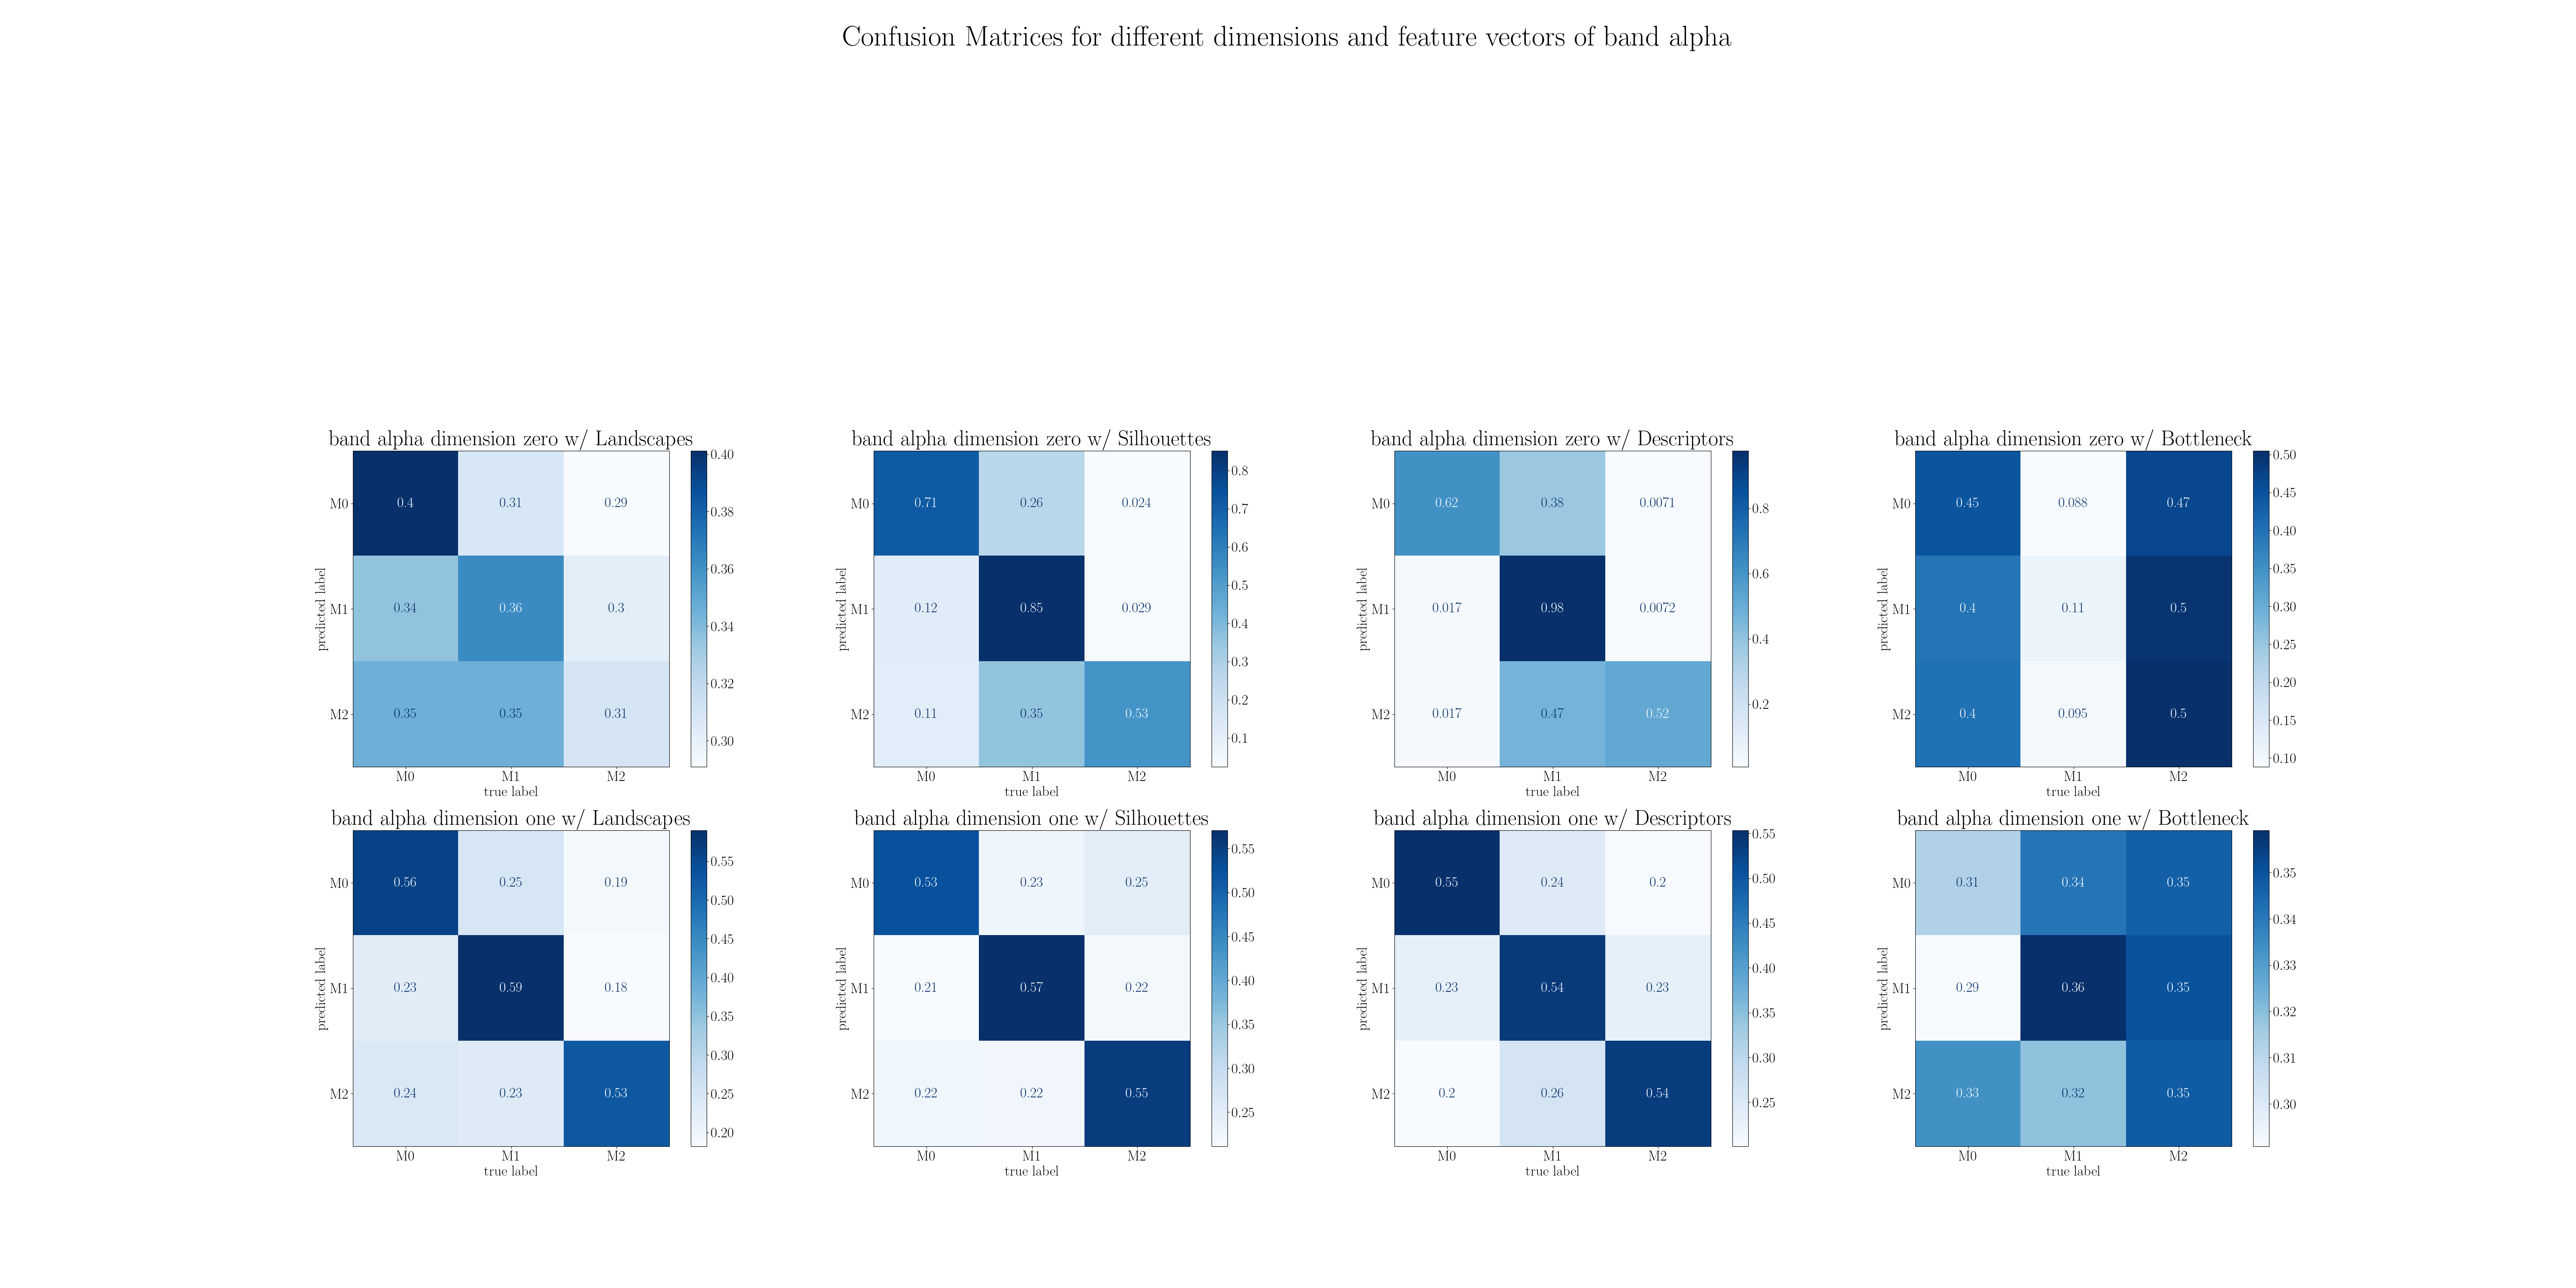 Confusion Matrices for different dimensions and feature vectors of band alpha
band alpha dimension zero w/ Landscapes
predicted label
M0 0.4 0.31 0.29
M1 0.34 0.36 0.3
M2 0.35 0.35 0.31
M0 M1 M2
true label
0.40
0.38
0.36
0.34
0.32
0.30
band alpha dimension zero w/ Silhouettes
predicted label
M0 0.71 0.26 0.024
M1 0.12 0.85 0.029
M2 0.11 0.35 0.53
M0 M1 M2
true label
0.8
0.7
0.6
0.5
0.4
0.3
0.2
0.1
band alpha dimension zero w/ Descriptors
predicted label
M0 0.62 0.38 0.0071
M1 0.017 0.98 0.0072
M2 0.017 0.47 0.52
M0 M1 M2
true label
0.8
0.6
0.4
0.2
band alpha dimension zero w/ Bottleneck
predicted label
M0 0.45 0.088 0.47
M1 0.4 0.11 0.5
M2 0.4 0.095 0.5
M0 M1 M2
true label
0.50
0.45
0.40
0.35
0.30
0.25
0.20
0.15
0.10
band alpha dimension one w/ Landscapes
predicted label
M0 0.56 0.25 0.19
M1 0.23 0.59 0.18
M2 0.24 0.23 0.53
M0 M1 M2
true label
0.55
0.50
0.45
0.40
0.35
0.30
0.25
0.20
band alpha dimension one w/ Silhouettes
predicted label
M0 0.53 0.23 0.25
M1 0.21 0.57 0.22
M2 0.22 0.22 0.55
M0 M1 M2
true label
0.55
0.50
0.45
0.40
0.35
0.30
0.25
band alpha dimension one w/ Descriptors
predicted label
M0 0.55 0.24 0.2
M1 0.23 0.54 0.23
M2 0.2 0.26 0.54
M0 M1 M2
true label
0.55
0.50
0.45
0.40
0.35
0.30
0.25
band alpha dimension one w/ Bottleneck
predicted label
M0 0.31 0.34 0.35
M1 0.29 0.36 0.35
M2 0.33 0.32 0.35
M0 M1 M2
true label
0.35
0.34
0.33
0.32
0.31
0.30